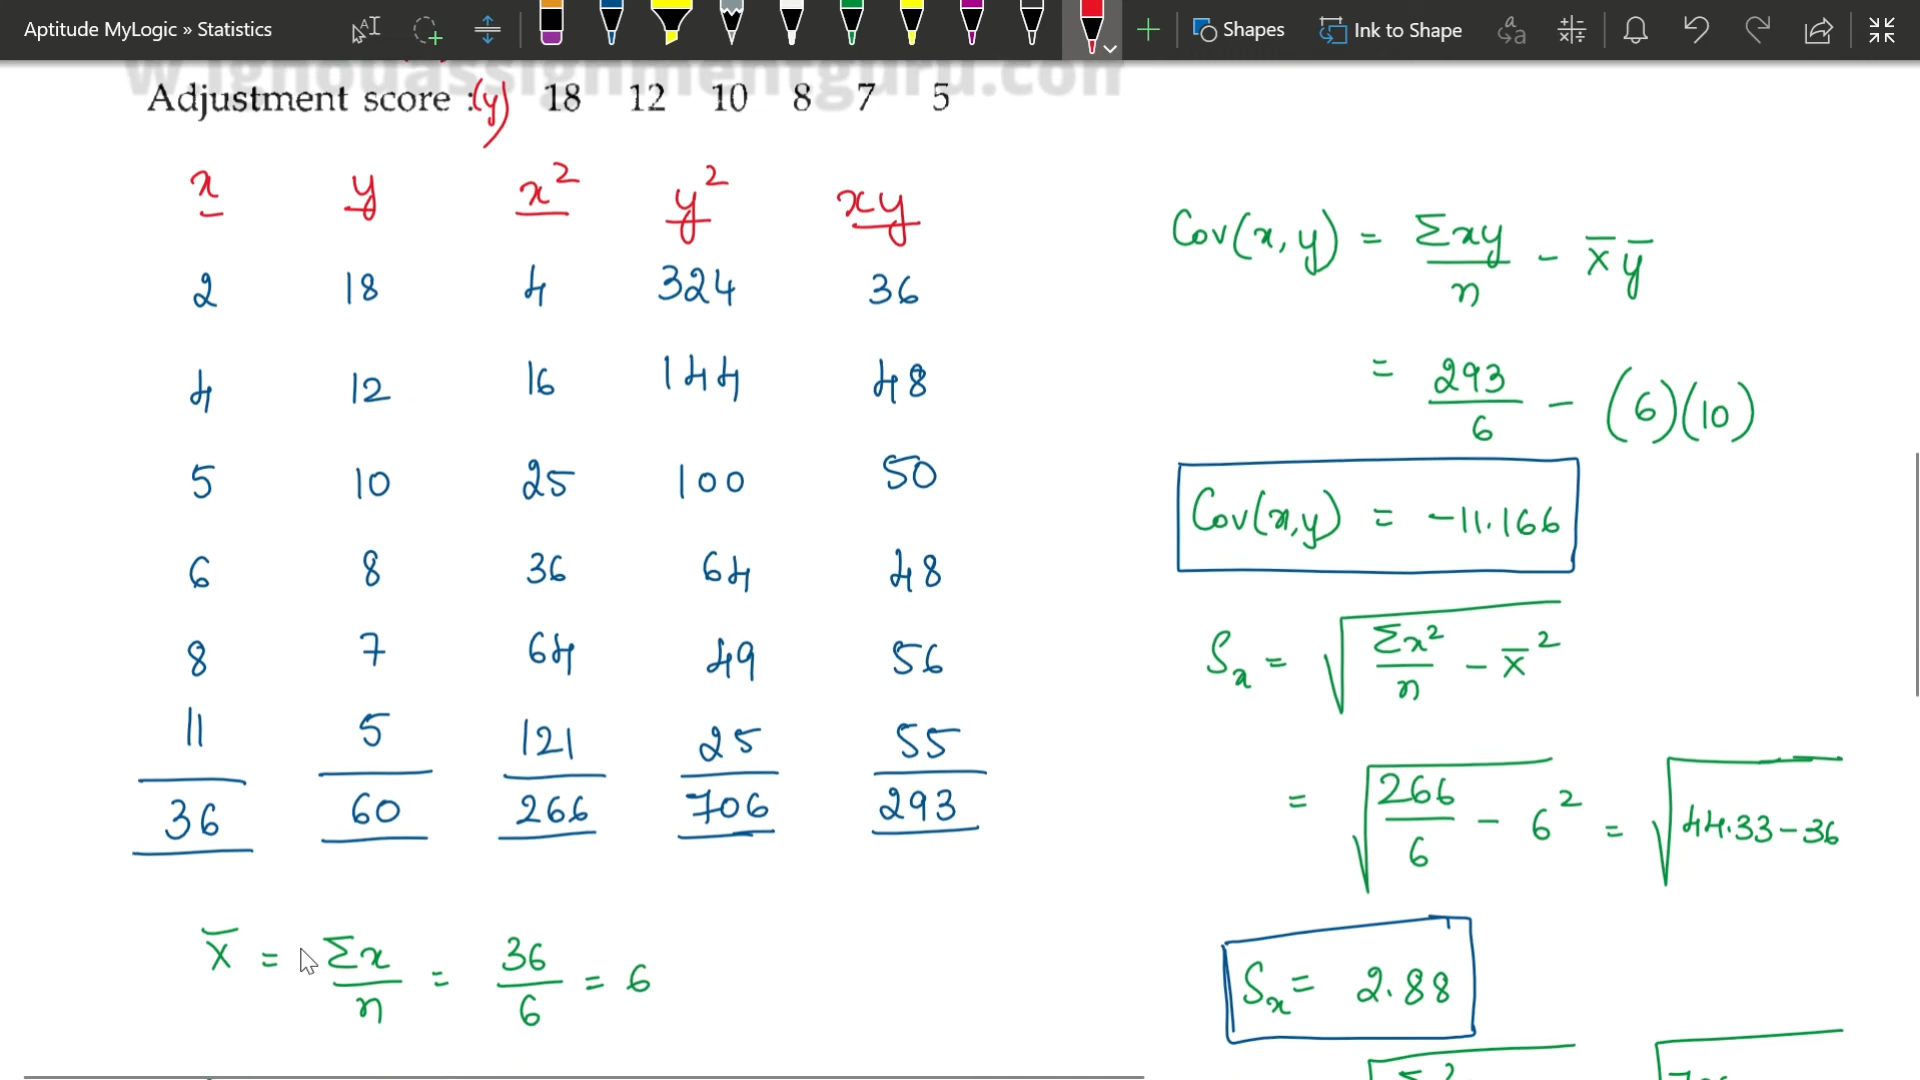 Aptitude MyLogic » Statistics
Shapes
Ink to Shape
w.ignouassignmentguru.com
Adjustment score :(y) 18 12 10 8 7 5
x y x² y² xy
2 18 4 324 36
4 12 16 144 48
5 10 25 100 50
6 8 36 64 48
8 7 64 49 56
11 5 121 25 55
36 60 266 706 293
x̄ = Σx/n = 36/6 = 6
Cov(x,y) = Σxy/n - x̄ ȳ
= 293/6 - (6)(10)
Cov(x,y) = -11.166
Sx = √(Σx²/n - x̄²)
= √(266/6 - 6²) = √(44.33-36)
Sx = 2.88